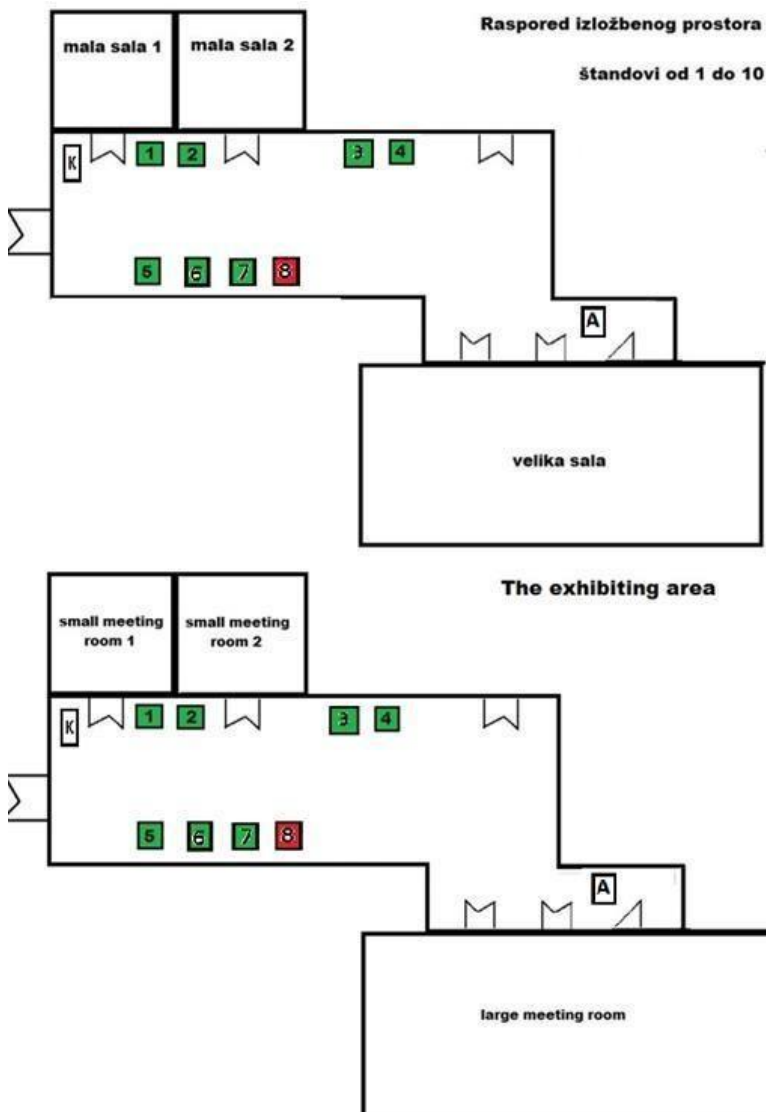 Raspored izložbenog prostora
štandovi od 1 do 10
mala sala 1
mala sala 2
K
1
2
3
4
5
6
7
8
A
velika sala
The exhibiting area
small meeting
room 1
small meeting
room 2
K
1
2
3
4
5
6
7
8
A
large meeting room